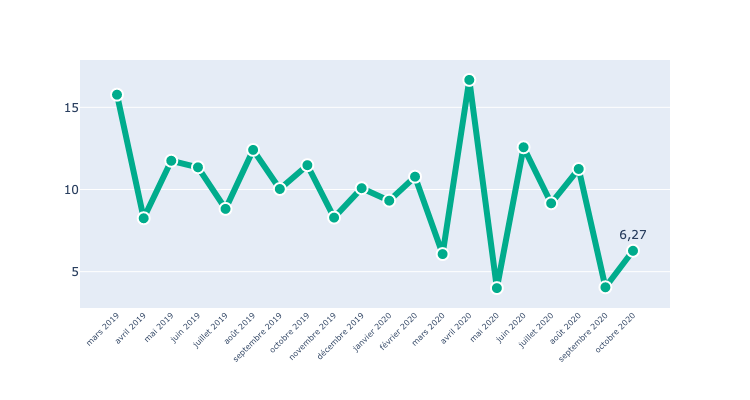 15
10
5
6,27
mars 2019
avril 2019
mai 2019
juin 2019
juillet 2019
août 2019
septembre 2019
octobre 2019
novembre 2019
décembre 2019
janvier 2020
février 2020
mars 2020
avril 2020
mai 2020
juin 2020
juillet 2020
août 2020
septembre 2020
octobre 2020